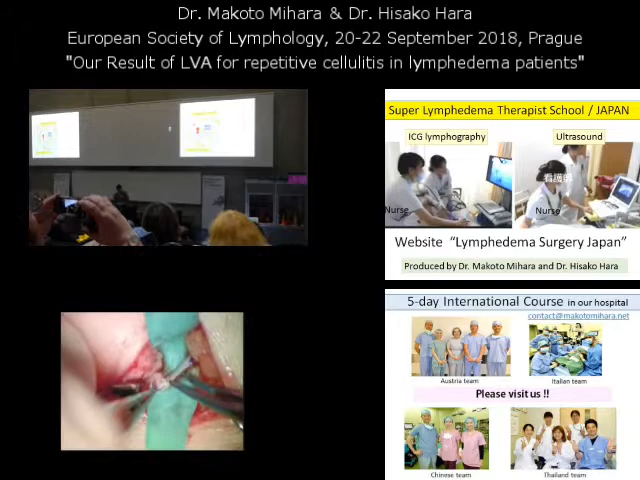 Dr. Makoto Mihara & Dr. Hisako Hara
European Society of Lymphology, 20-22 September 2018, Prague
"Our Result of LVA for repetitive cellulitis in lymphedema patients"
Super Lymphedema Therapist School / JAPAN
ICG lymphography
Ultrasound
看護師
Nurse
Nurse
Website “Lymphedema Surgery Japan”
Produced by Dr. Makoto Mihara and Dr. Hisako Hara
5-day International Course in our hospital
contact@makotomihara.net
Austria team
Italian team
Please visit us !!
Chinese team
Thailand team